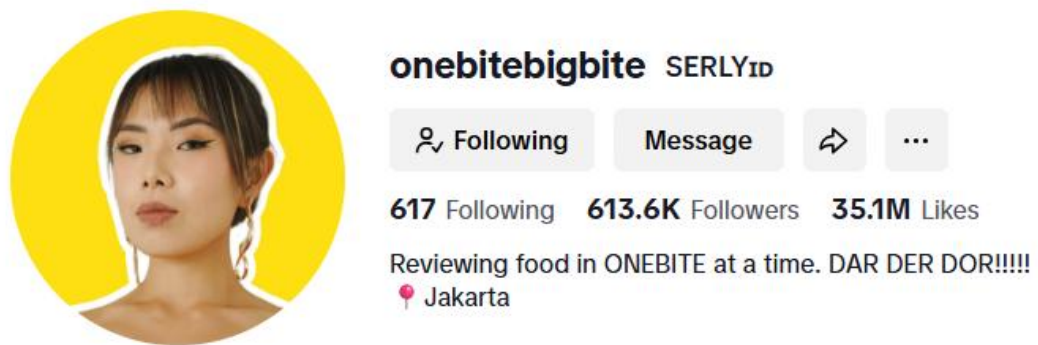 onebitebigbite SERLYɪᴅ
Following Message ...
617 Following 613.6K Followers 35.1M Likes
Reviewing food in ONEBITE at a time. DAR DER DOR!!!!!
📍 Jakarta